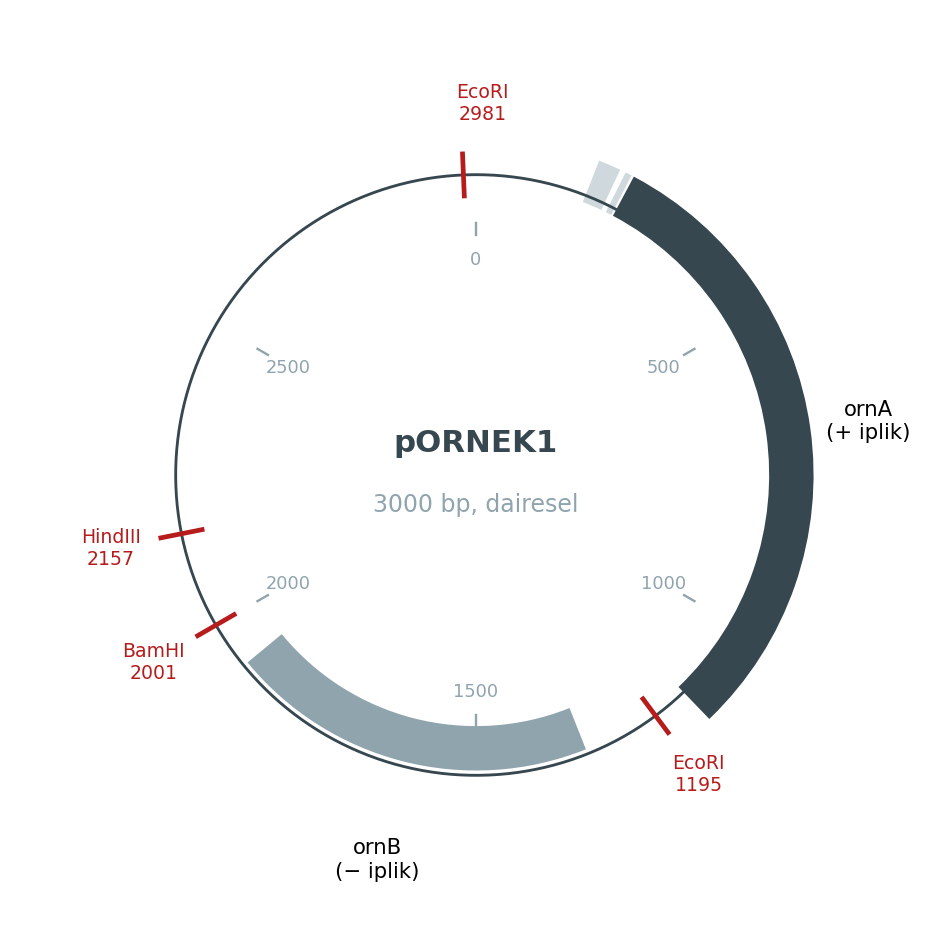 EcoRI
2981
0
2500
500
ornA
(+ iplik)
pORNEK1
3000 bp, dairesel
HindIII
2157
2000
1000
BamHI
2001
1500
EcoRI
1195
ornB
(− iplik)